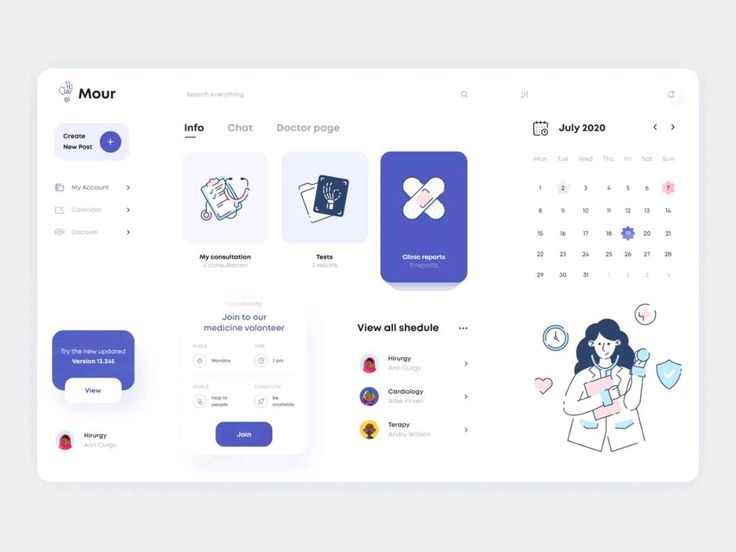 Mour
Search everything
Create
New Post
My Account
Calendar
Discover
Try the new updated
Version 13.345
View
Hirurgy
Ann Gurgy
Info
Chat
Doctor page
My consultation
4 consultation
Tests
3 results
Clinic reports
11 reports
Community
Join to our
medicine volonteer
PLACE
TIME
Monday
3 pm
GOALS
CONDITION
help to
people
be
available
Join
View all shedule
Hirurgy
Ann Curgy
Cardiology
Alise Pirsen
Terapy
Andry Willson
July 2020
Mon Tue Wed Thu Fri Sat Sun
1 2 3 4 5 6 7
8 9 10 11 12 13 14
15 16 17 18 19 20 21
22 23 24 25 26 27 28
29 30 31 1 2 3 4